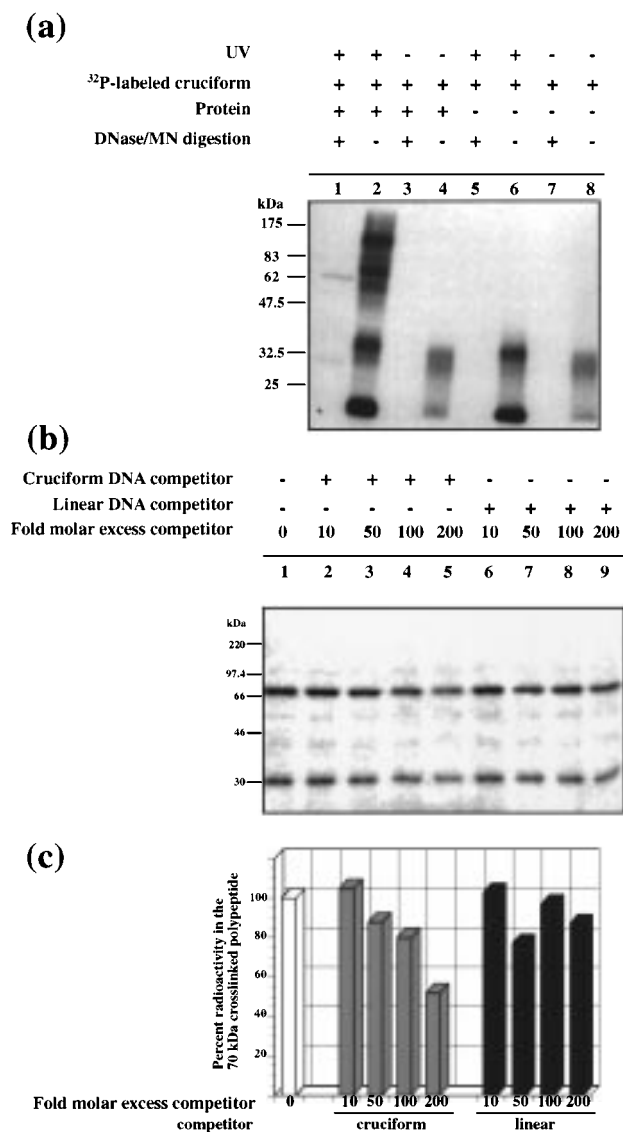 (a)
UV + + - - + + - -
32P-labeled cruciform + + + + + + + +
Protein + + + + - - - -
DNase/MN digestion + - + - + - + -
1 2 3 4 5 6 7 8
kDa
175
83
62
47.5
32.5
25
(b)
Cruciform DNA competitor - + + + + - - - -
Linear DNA competitor - - - - - + + + +
Fold molar excess competitor 0 10 50 100 200 10 50 100 200
1 2 3 4 5 6 7 8 9
kDa
220
97.4
66
46
30
(c)
Percent radioactivity in the
70 kDa crosslinked polypeptide
100
80
60
40
20
Fold molar excess competitor 0 10 50 100 200 10 50 100 200
competitor cruciform linear